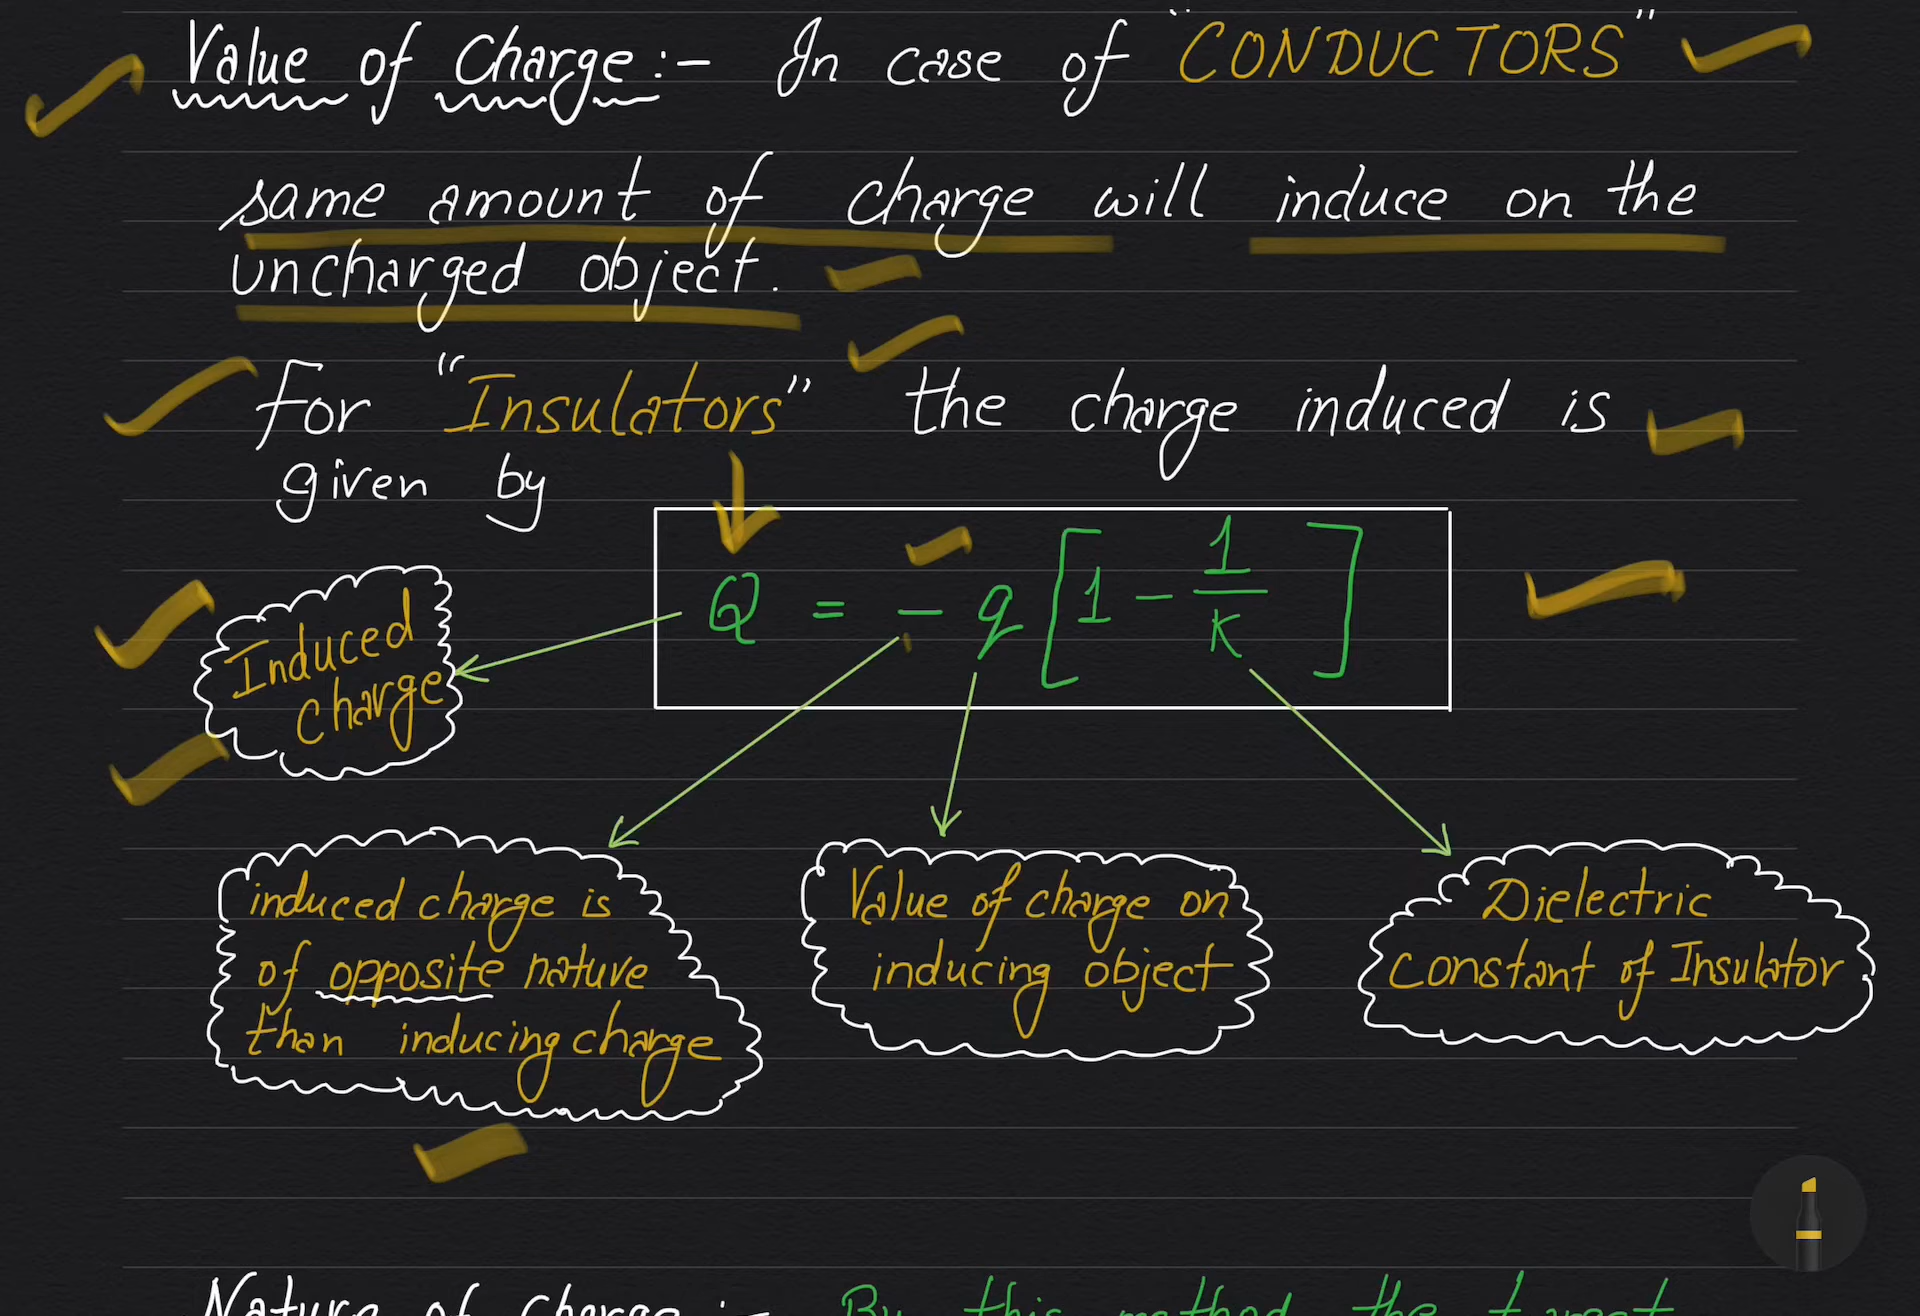 Value of Charge:- In case of "CONDUCTORS"
same amount of charge will induce on the
uncharged object.
for "Insulators" the charge induced is
given by
Q = - q [1 - 1/K]
Induced
charge
induced charge is
of opposite nature
than inducing charge
Value of charge on
inducing object
Dielectric
constant of Insulator
Nature of Charge :- By this method the target